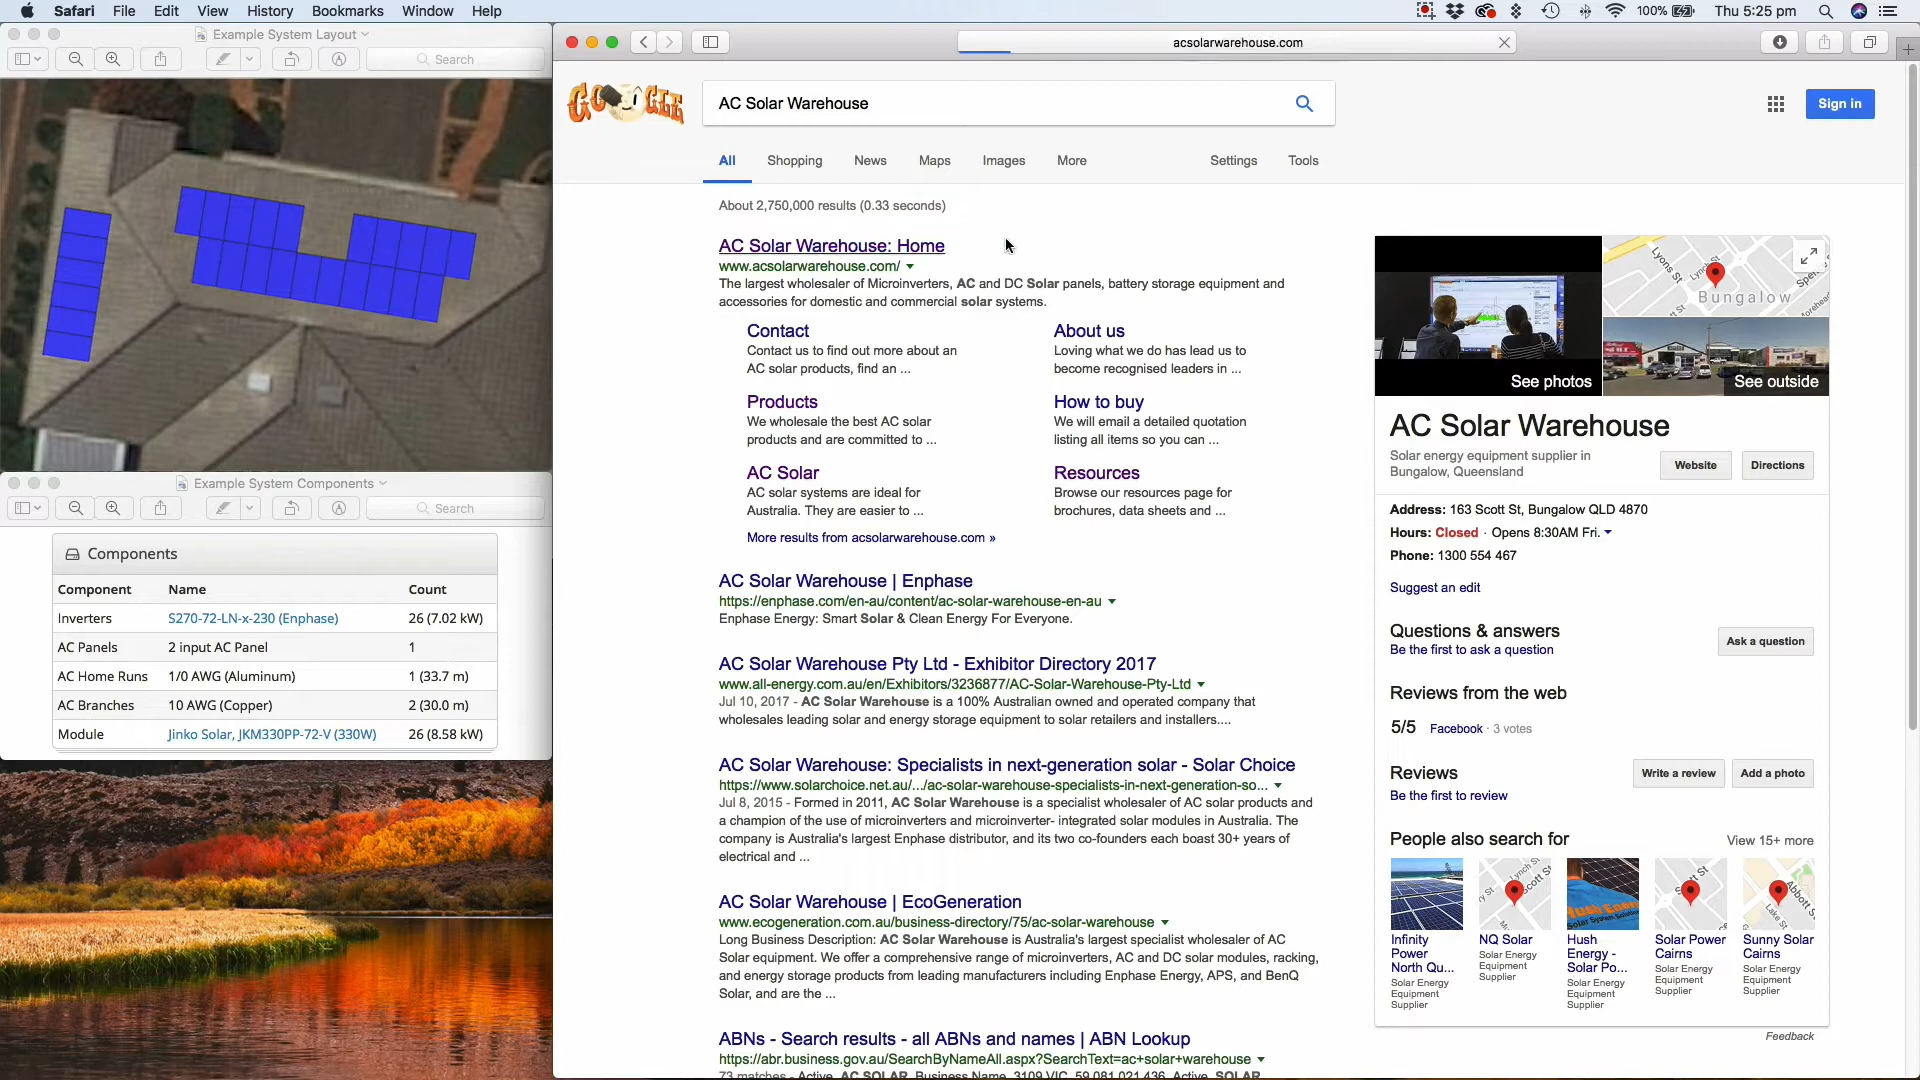 Safari File Edit View History Bookmarks Window Help
100% Thu 5:25 pm
Example System Layout
Search
acsolarwarehouse.com
GOOGLE
AC Solar Warehouse
Sign in
All Shopping News Maps Images More Settings Tools
About 2,750,000 results (0.33 seconds)
AC Solar Warehouse: Home
www.acsolarwarehouse.com/
The largest wholesaler of Microinverters, AC and DC Solar panels, battery storage equipment and
accessories for domestic and commercial solar systems.
Contact
Contact us to find out more about an
AC solar products, find an ...
About us
Loving what we do has lead us to
become recognised leaders in ...
Products
We wholesale the best AC solar
products and are committed to ...
How to buy
We will email a detailed quotation
listing all items so you can ...
AC Solar
AC solar systems are ideal for
Australia. They are easier to ...
Resources
Browse our resources page for
brochures, data sheets and ...
More results from acsolarwarehouse.com »
AC Solar Warehouse | Enphase
https://enphase.com/en-au/content/ac-solar-warehouse-en-au
Enphase Energy: Smart Solar & Clean Energy For Everyone.
AC Solar Warehouse Pty Ltd - Exhibitor Directory 2017
www.all-energy.com.au/en/Exhibitors/3236877/AC-Solar-Warehouse-Pty-Ltd
Jul 10, 2017 - AC Solar Warehouse is a 100% Australian owned and operated company that
wholesales leading solar and energy storage equipment to solar retailers and installers....
AC Solar Warehouse: Specialists in next-generation solar - Solar Choice
https://www.solarchoice.net.au/.../ac-solar-warehouse-specialists-in-next-generation-so...
Jul 8, 2015 - Formed in 2011, AC Solar Warehouse is a specialist wholesaler of AC solar products and
a champion of the use of microinverters and microinverter- integrated solar modules in Australia. The
company is Australia's largest Enphase distributor, and its two co-founders each boast 30+ years of
electrical and ...
AC Solar Warehouse | EcoGeneration
www.ecogeneration.com.au/business-directory/75/ac-solar-warehouse
Long Business Description: AC Solar Warehouse is Australia's largest specialist wholesaler of AC
Solar equipment. We offer a comprehensive range of microinverters, AC and DC solar modules, racking,
and energy storage products from leading manufacturers including Enphase Energy, APS, and BenQ
Solar, and are the ...
ABNs - Search results - all ABNs and names | ABN Lookup
https://abr.business.gov.au/SearchByNameAll.aspx?SearchText=ac+solar+warehouse
73 matches - Active, AC SOLAR, Business Name, 3109 VIC, 59 081 021 436, Active, SOLAR
Lyons St
Lynch St
Bungalow
See photos
See outside
AC Solar Warehouse
Solar energy equipment supplier in
Bungalow, Queensland
Website Directions
Address: 163 Scott St, Bungalow QLD 4870
Hours: Closed · Opens 8:30AM Fri.
Phone: 1300 554 467
Suggest an edit
Questions & answers
Be the first to ask a question
Ask a question
Reviews from the web
5/5 Facebook · 3 votes
Reviews
Be the first to review
Write a review Add a photo
People also search for View 15+ more
Infinity
Power
North Qu...
Solar Energy
Equipment
Supplier
NQ Solar
Solar Energy
Equipment
Supplier
Hush
Energy -
Solar Po...
Solar Energy
Equipment
Supplier
Solar Power
Cairns
Solar Energy
Equipment
Supplier
Sunny Solar
Cairns
Solar Energy
Equipment
Supplier
Feedback
Example System Components
Search
Components
Component Name Count
Inverters S270-72-LN-x-230 (Enphase) 26 (7.02 kW)
AC Panels 2 input AC Panel 1
AC Home Runs 1/0 AWG (Aluminum) 1 (33.7 m)
AC Branches 10 AWG (Copper) 2 (30.0 m)
Module Jinko Solar, JKM330PP-72-V (330W) 26 (8.58 kW)